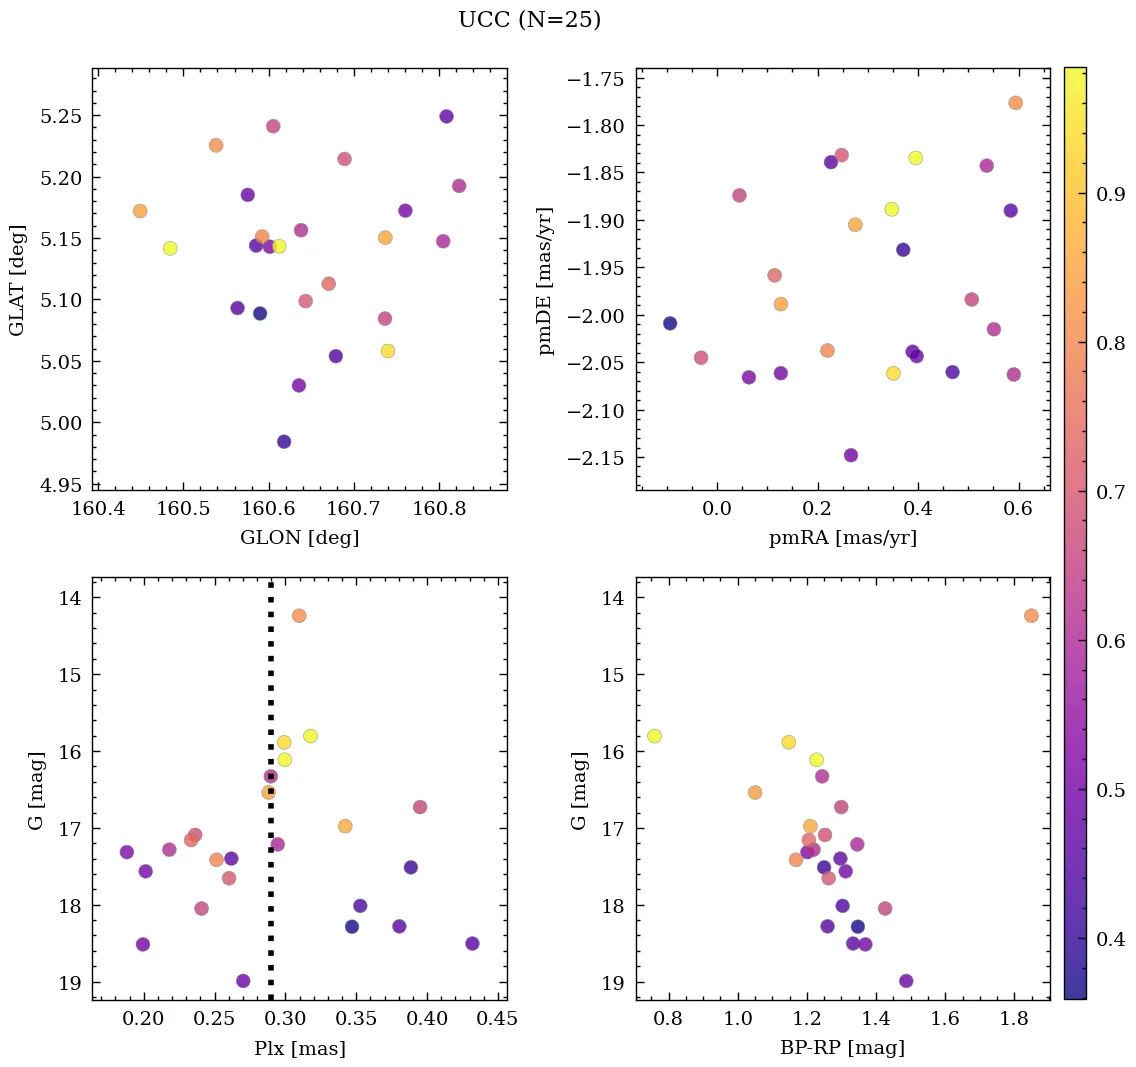 UCC (N=25)
5.25
5.20
5.15
5.10
5.05
5.00
4.95
GLAT [deg]
160.4 160.5 160.6 160.7 160.8
GLON [deg]
−1.75
−1.80
−1.85
−1.90
−1.95
−2.00
−2.05
−2.10
−2.15
pmDE [mas/yr]
0.0 0.2 0.4 0.6
pmRA [mas/yr]
14
15
16
17
18
19
G [mag]
0.20 0.25 0.30 0.35 0.40 0.45
Plx [mas]
14
15
16
17
18
19
G [mag]
0.8 1.0 1.2 1.4 1.6 1.8
BP-RP [mag]
0.9
0.8
0.7
0.6
0.5
0.4